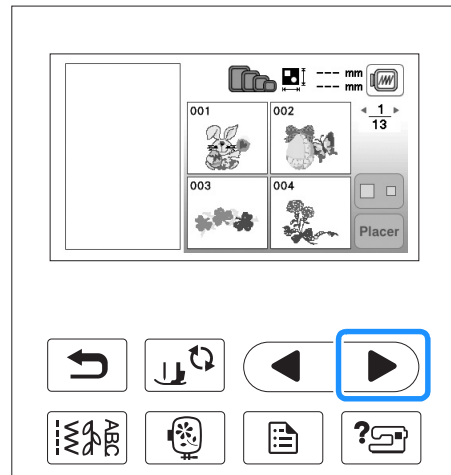 --- mm
--- mm
001
002
1
13
003
004
Placer
ABC
?